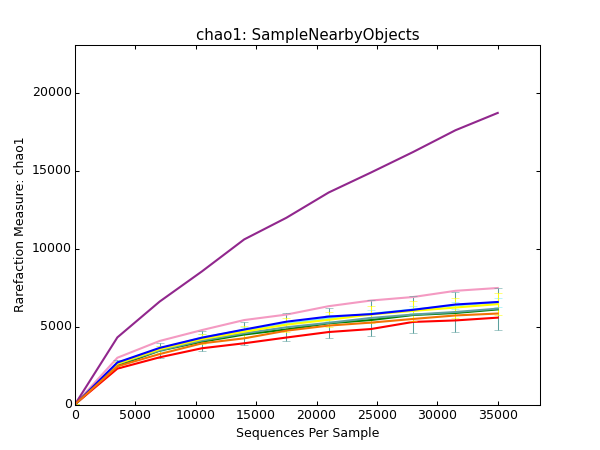 chao1: SampleNearbyObjects
Rarefaction Measure: chao1
20000
15000
10000
5000
0
0 5000 10000 15000 20000 25000 30000 35000
Sequences Per Sample